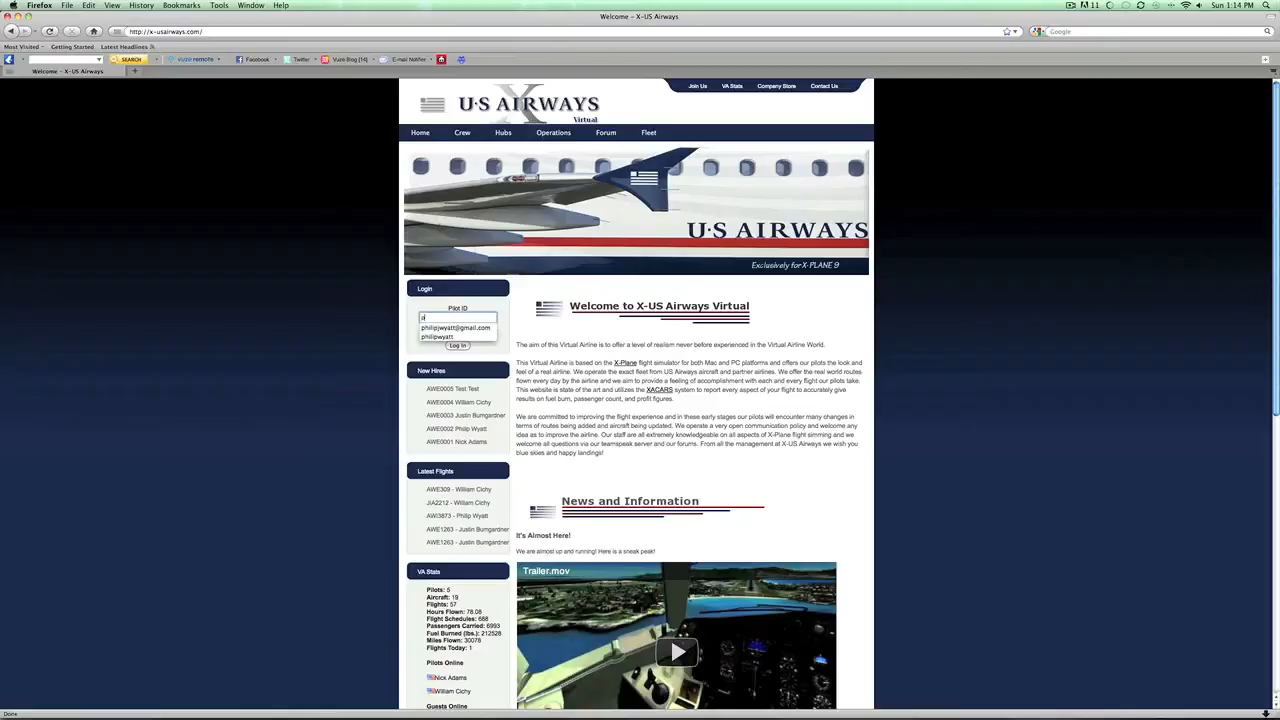 Firefox File Edit View History Bookmarks Tools Window Help
11
Sun 1:14 PM
Welcome – X-US Airways
http://x-usairways.com/
Google
Most Visited Getting Started Latest Headlines
SEARCH vuze remote Facebook Twitter Vuze Blog [14] E-mail Notifier
Welcome – X-US Airways
Join Us VA Stats Company Store Contact Us
X
U·S AIRWAYS
Virtual
Home Crew Hubs Operations Forum Fleet
U·S AIRWAYS
Exclusively for X-PLANE 9
Login
Pilot ID
p
philipjwyatt@gmail.com
philipwyatt
Log In
New Hires
AWE0005 Test Test
AWE0004 William Cichy
AWE0003 Justin Bumgardner
AWE0002 Philip Wyatt
AWE0001 Nick Adams
Latest Flights
AWE309 - William Cichy
JIA2212 - William Cichy
AWI3873 - Philip Wyatt
AWE1263 - Justin Bumgardner
AWE1263 - Justin Bumgardner
VA Stats
Pilots: 5
Aircraft: 19
Flights: 57
Hours Flown: 78.08
Flight Schedules: 688
Passengers Carried: 6993
Fuel Burned (lbs.): 212528
Miles Flown: 30078
Flights Today: 1
Pilots Online
Nick Adams
William Cichy
Guests Online
Welcome to X-US Airways Virtual
The aim of this Virtual Airline is to offer a level of realism never before experienced in the Virtual Airline World.
This Virtual Airline is based on the X-Plane flight simulator for both Mac and PC platforms and offers our pilots the look and
feel of a real airline. We operate the exact fleet from US Airways aircraft and partner airlines. We offer the real world routes
flown every day by the airline and we aim to provide a feeling of accomplishment with each and every flight our pilots take.
This website is state of the art and utilizes the XACARS system to report every aspect of your flight to accurately give
results on fuel burn, passenger count, and profit figures.
We are committed to improving the flight experience and in these early stages our pilots will encounter many changes in
terms of routes being added and aircraft being updated. We operate a very open communication policy and welcome any
idea as to improve the airline. Our staff are all extremely knowledgeable on all aspects of X-Plane flight simming and we
welcome all questions via our teamspeak server and our forums. From all the management at X-US Airways we wish you
blue skies and happy landings!
News and Information
It's Almost Here!
We are almost up and running! Here is a sneak peak!
Trailer.mov
Done